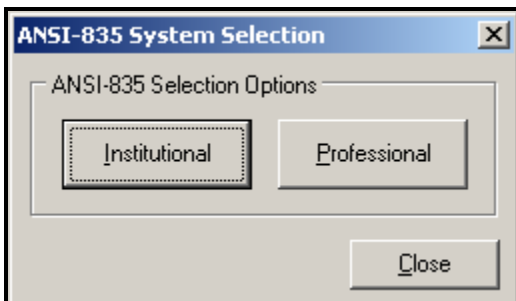 ANSI-835 System Selection
ANSI-835 Selection Options
Institutional Professional
Close